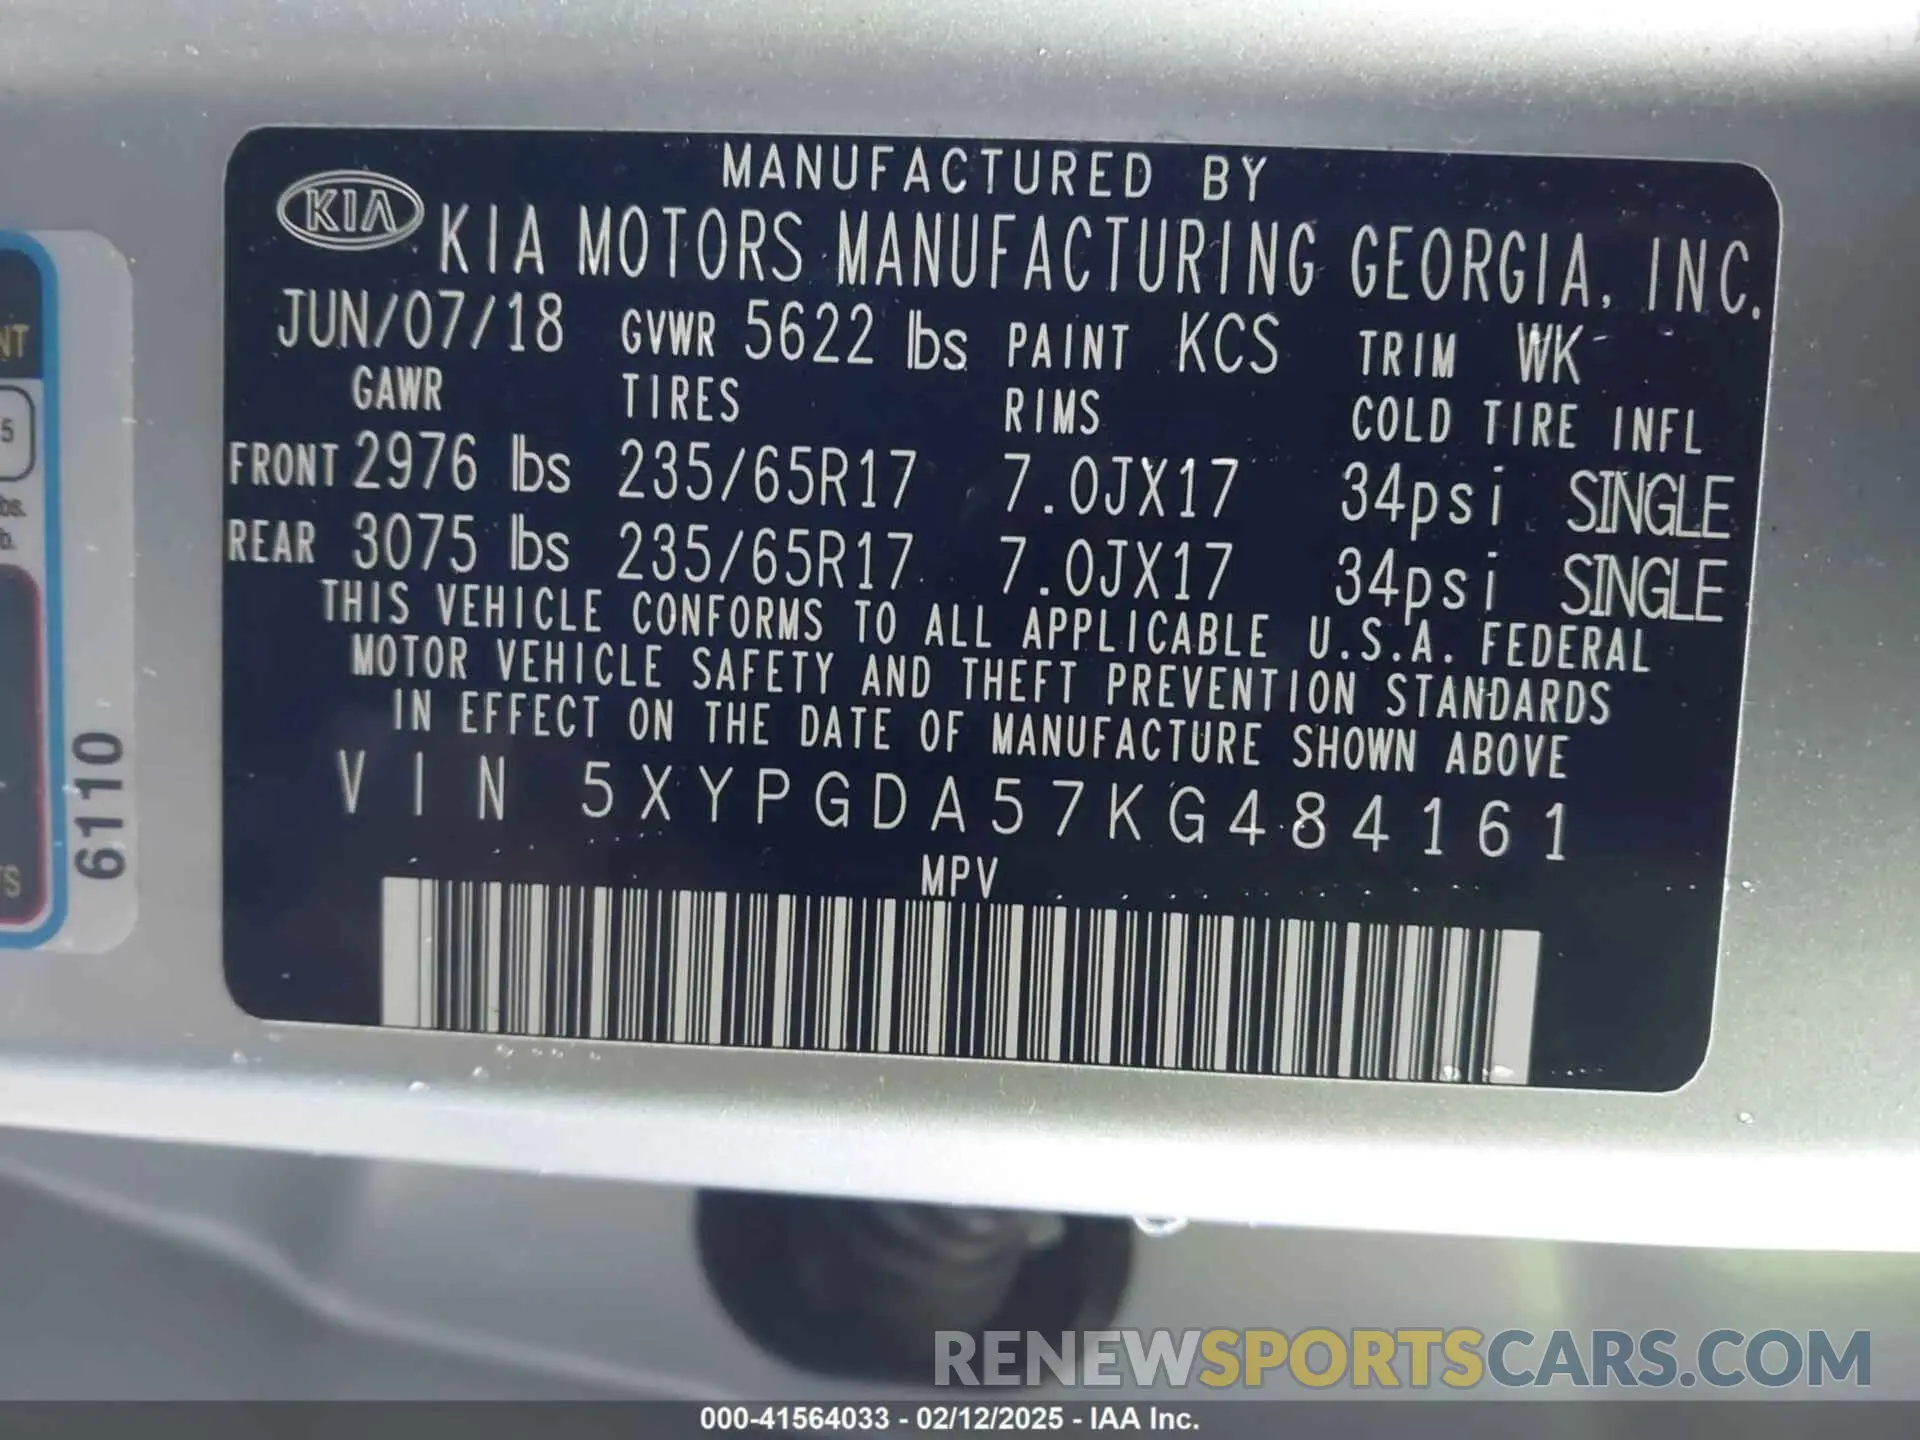 MANUFACTURED BY
KIA KIA MOTORS MANUFACTURING GEORGIA, INC.
JUN/07/18 GVWR 5622 lbs PAINT KCS TRIM WK
GAWR TIRES RIMS COLD TIRE INFL
FRONT 2976 lbs 235/65R17 7.0JX17 34psi SINGLE
REAR 3075 lbs 235/65R17 7.0JX17 34psi SINGLE
THIS VEHICLE CONFORMS TO ALL APPLICABLE U.S.A. FEDERAL
MOTOR VEHICLE SAFETY AND THEFT PREVENTION STANDARDS
IN EFFECT ON THE DATE OF MANUFACTURE SHOWN ABOVE
VIN 5XYPGDA57KG484161
MPV
5
lbs.
6110
RENEWSPORTSCARS.COM
000-41564033 - 02/12/2025 - IAA Inc.